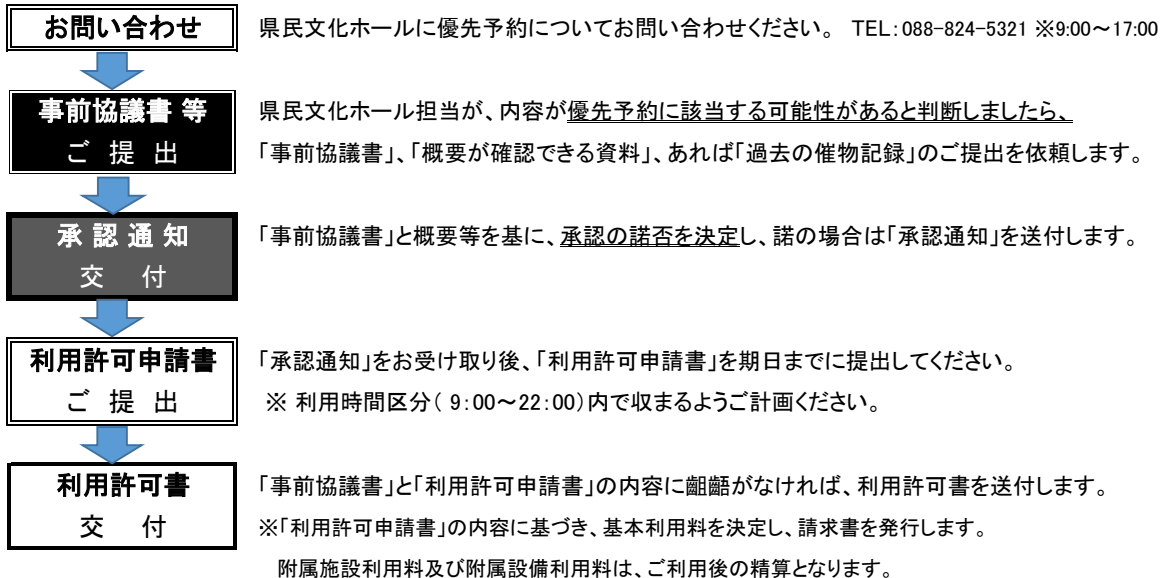 お問い合わせ
県民文化ホールに優先予約についてお問い合わせください。 TEL:088-824-5321 ※9:00～17:00
事前協議書 等
ご 提 出
県民文化ホール担当が、内容が優先予約に該当する可能性があると判断しましたら、
「事前協議書」、「概要が確認できる資料」、あれば「過去の催物記録」のご提出を依頼します。
承 認 通 知
交 付
「事前協議書」と概要等を基に、承認の諾否を決定し、諾の場合は「承認通知」を送付します。
利用許可申請書
ご 提 出
「承認通知」をお受け取り後、「利用許可申請書」を期日までに提出してください。
※ 利用時間区分( 9:00～22:00)内で収まるようご計画ください。
利用許可書
交 付
「事前協議書」と「利用許可申請書」の内容に齟齬がなければ、利用許可書を送付します。
※「利用許可申請書」の内容に基づき、基本利用料を決定し、請求書を発行します。
附属施設利用料及び附属設備利用料は、ご利用後の精算となります。